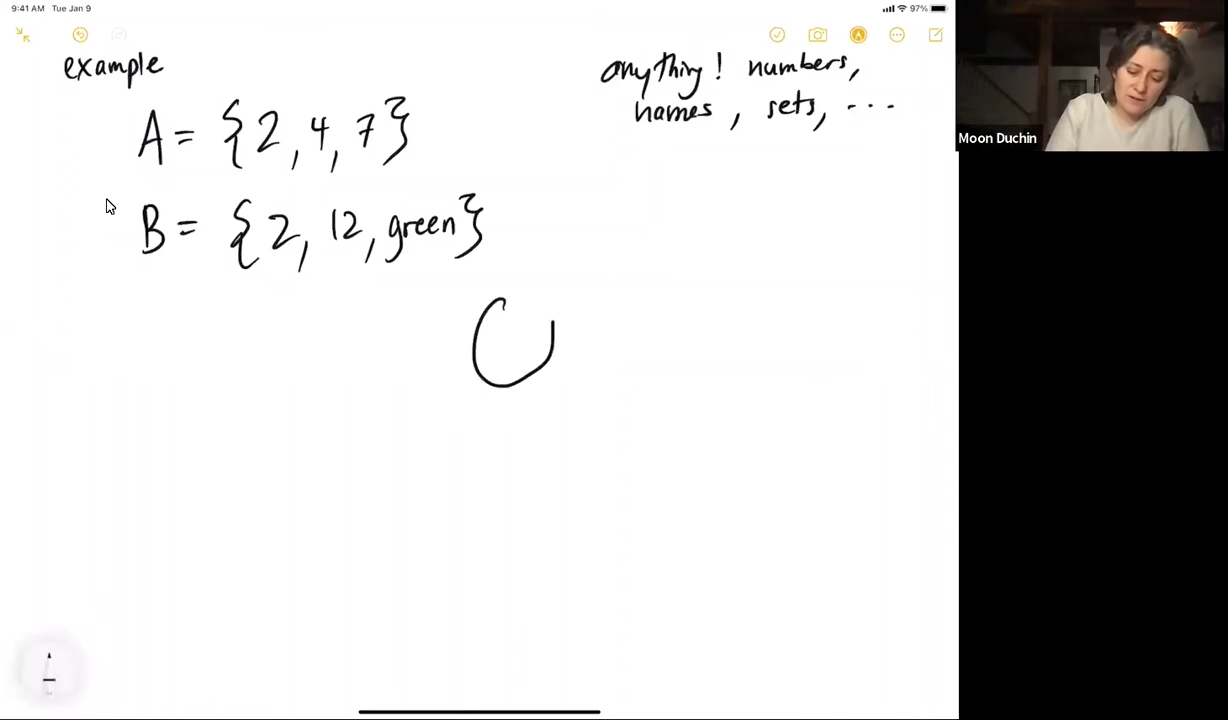 9:41 AM Tue Jan 9
97%
example
anything! numbers,
names, sets, ...
A = {2, 4, 7}
B = {2, 12, green}
Moon Duchin